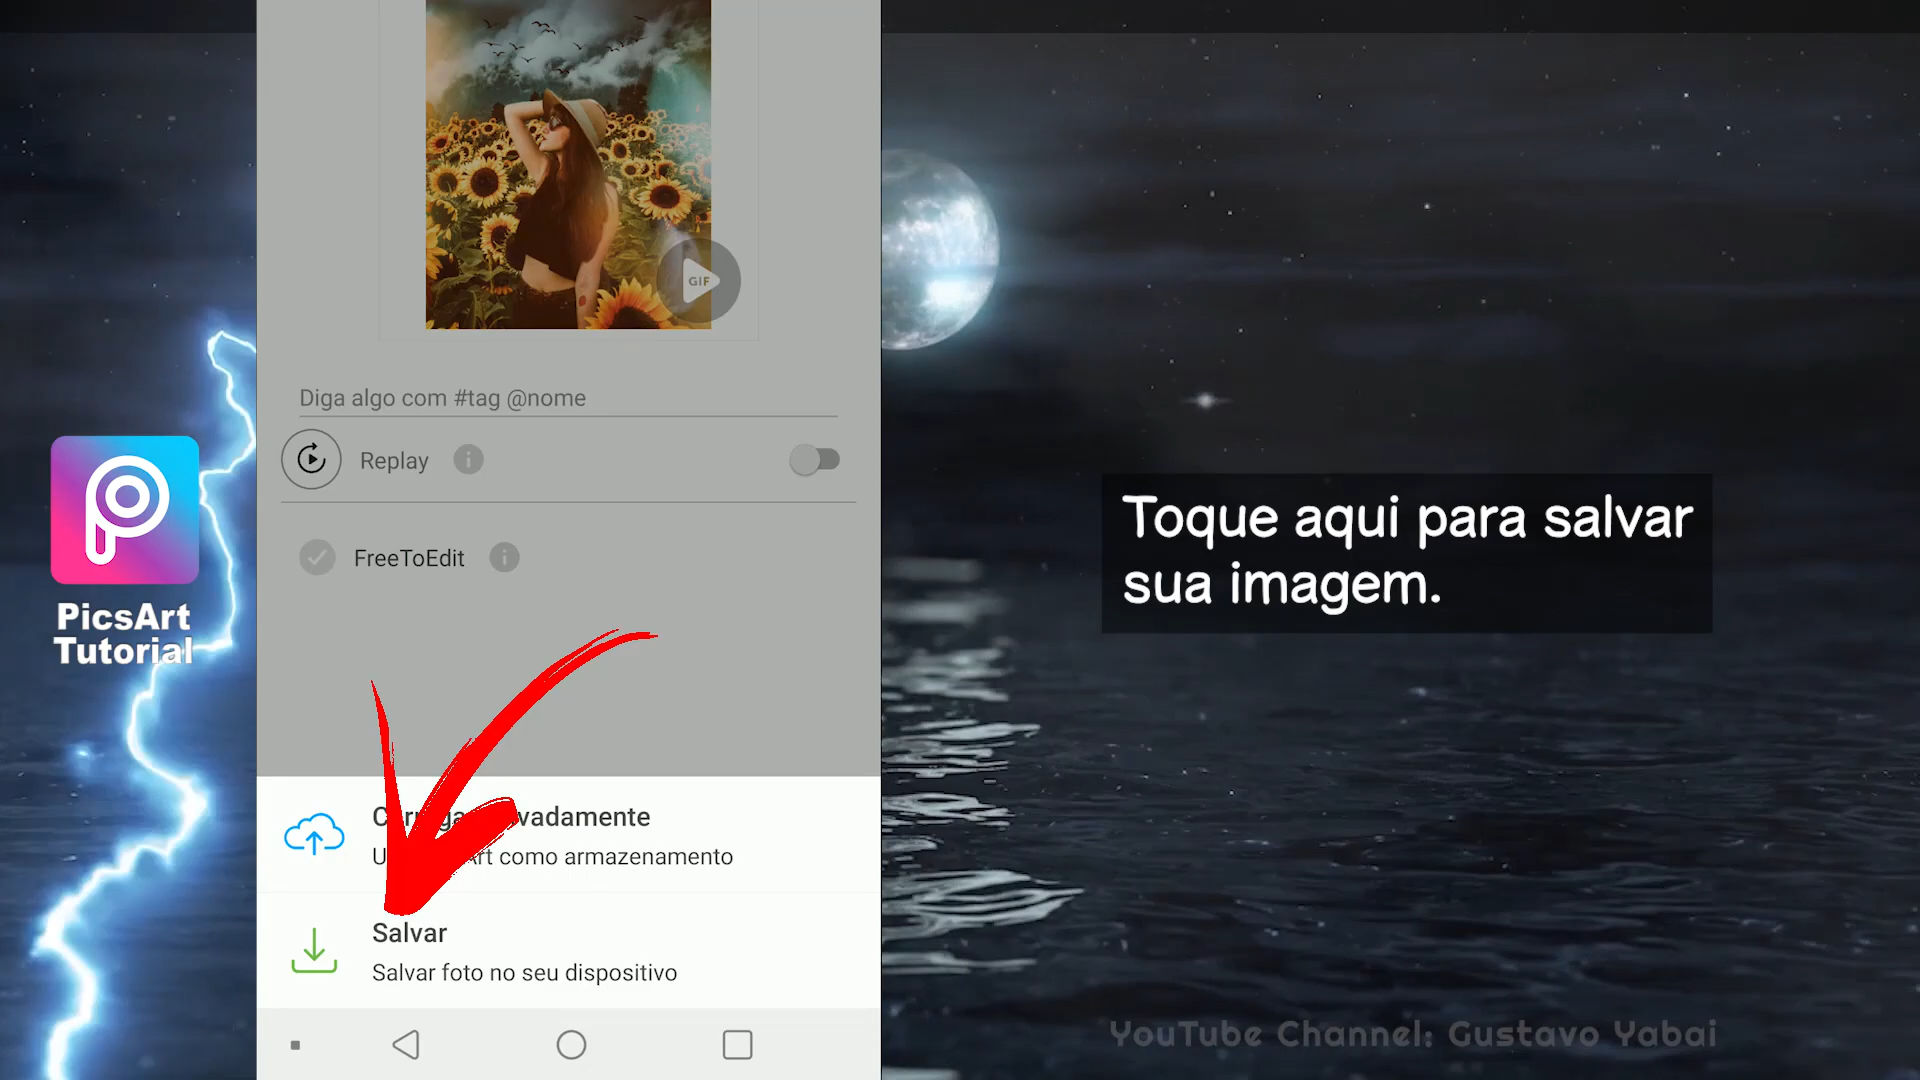 GIF
Diga algo com #tag @nome
Replay
FreeToEdit
PicsArt
Tutorial
Toque aqui para salvar
sua imagem.
como armazenamento
Salvar
Salvar foto no seu dispositivo
YouTube Channel: Gustavo Yabai